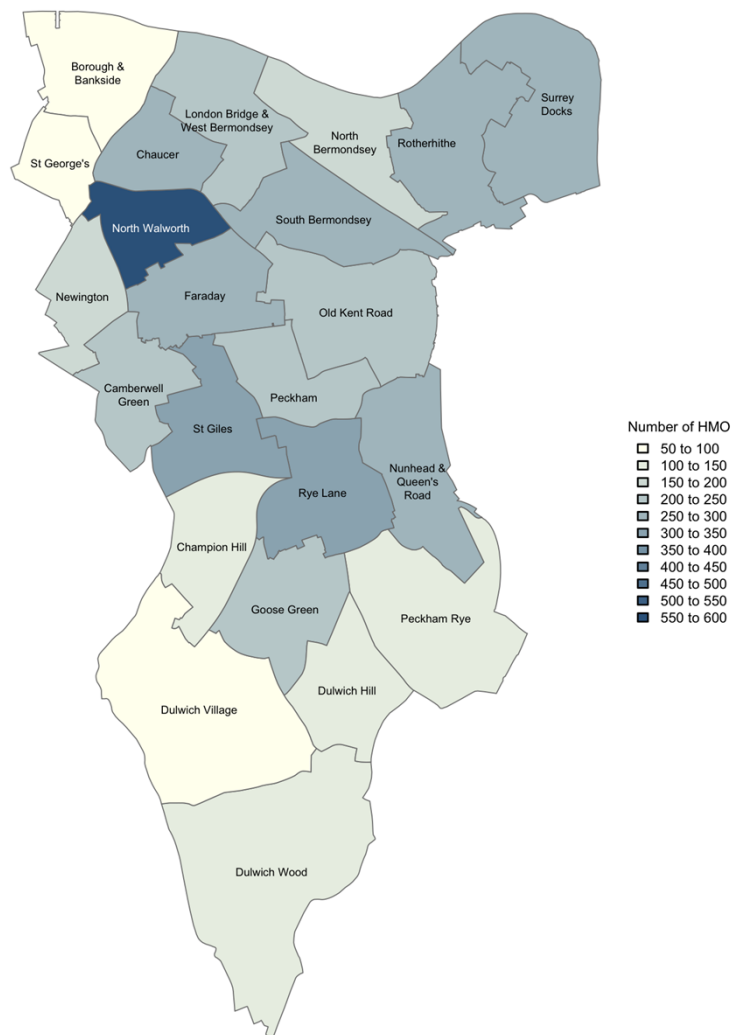 Borough &
Bankside
London Bridge &
West Bermondsey
Surrey
Docks
North
Bermondsey
Rotherhithe
Chaucer
St George's
South Bermondsey
North Walworth
Newington
Faraday
Old Kent Road
Camberwell
Green
Peckham
St Giles
Number of HMO
50 to 100
100 to 150
150 to 200
200 to 250
250 to 300
300 to 350
350 to 400
400 to 450
450 to 500
500 to 550
550 to 600
Nunhead &
Queen's
Road
Rye Lane
Champion Hill
Goose Green
Peckham Rye
Dulwich Hill
Dulwich Village
Dulwich Wood